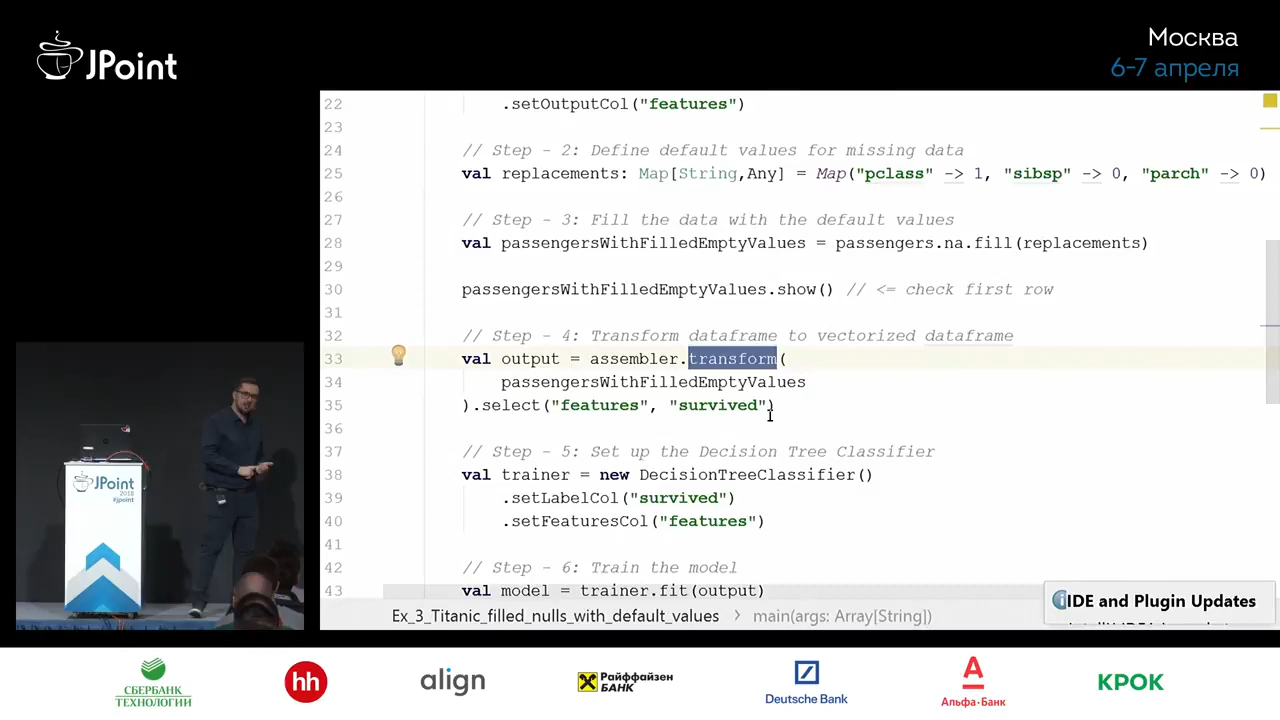 JPoint
Москва
6-7 апреля
22 .setOutputCol("features")
23
24 // Step - 2: Define default values for missing data
25 val replacements: Map[String,Any] = Map("pclass" -> 1, "sibsp" -> 0, "parch" -> 0)
26
27 // Step - 3: Fill the data with the default values
28 val passengersWithFilledEmptyValues = passengers.na.fill(replacements)
29
30 passengersWithFilledEmptyValues.show() // <= check first row
31
32 // Step - 4: Transform dataframe to vectorized dataframe
33 val output = assembler.transform(
34 passengersWithFilledEmptyValues
35 ).select("features", "survived")
36
37 // Step - 5: Set up the Decision Tree Classifier
38 val trainer = new DecisionTreeClassifier()
39 .setLabelCol("survived")
40 .setFeaturesCol("features")
41
42 // Step - 6: Train the model
43 val model = trainer.fit(output)
Ex_3_Titanic_filled_nulls_with_default_values > main(args: Array[String])
IDE and Plugin Updates
JPoint
2018
#jpoint
СБЕРБАНК
ТЕХНОЛОГИИ
hh
align
Райффайзен
БАНК
Deutsche Bank
А
Альфа·Банк
КРОК